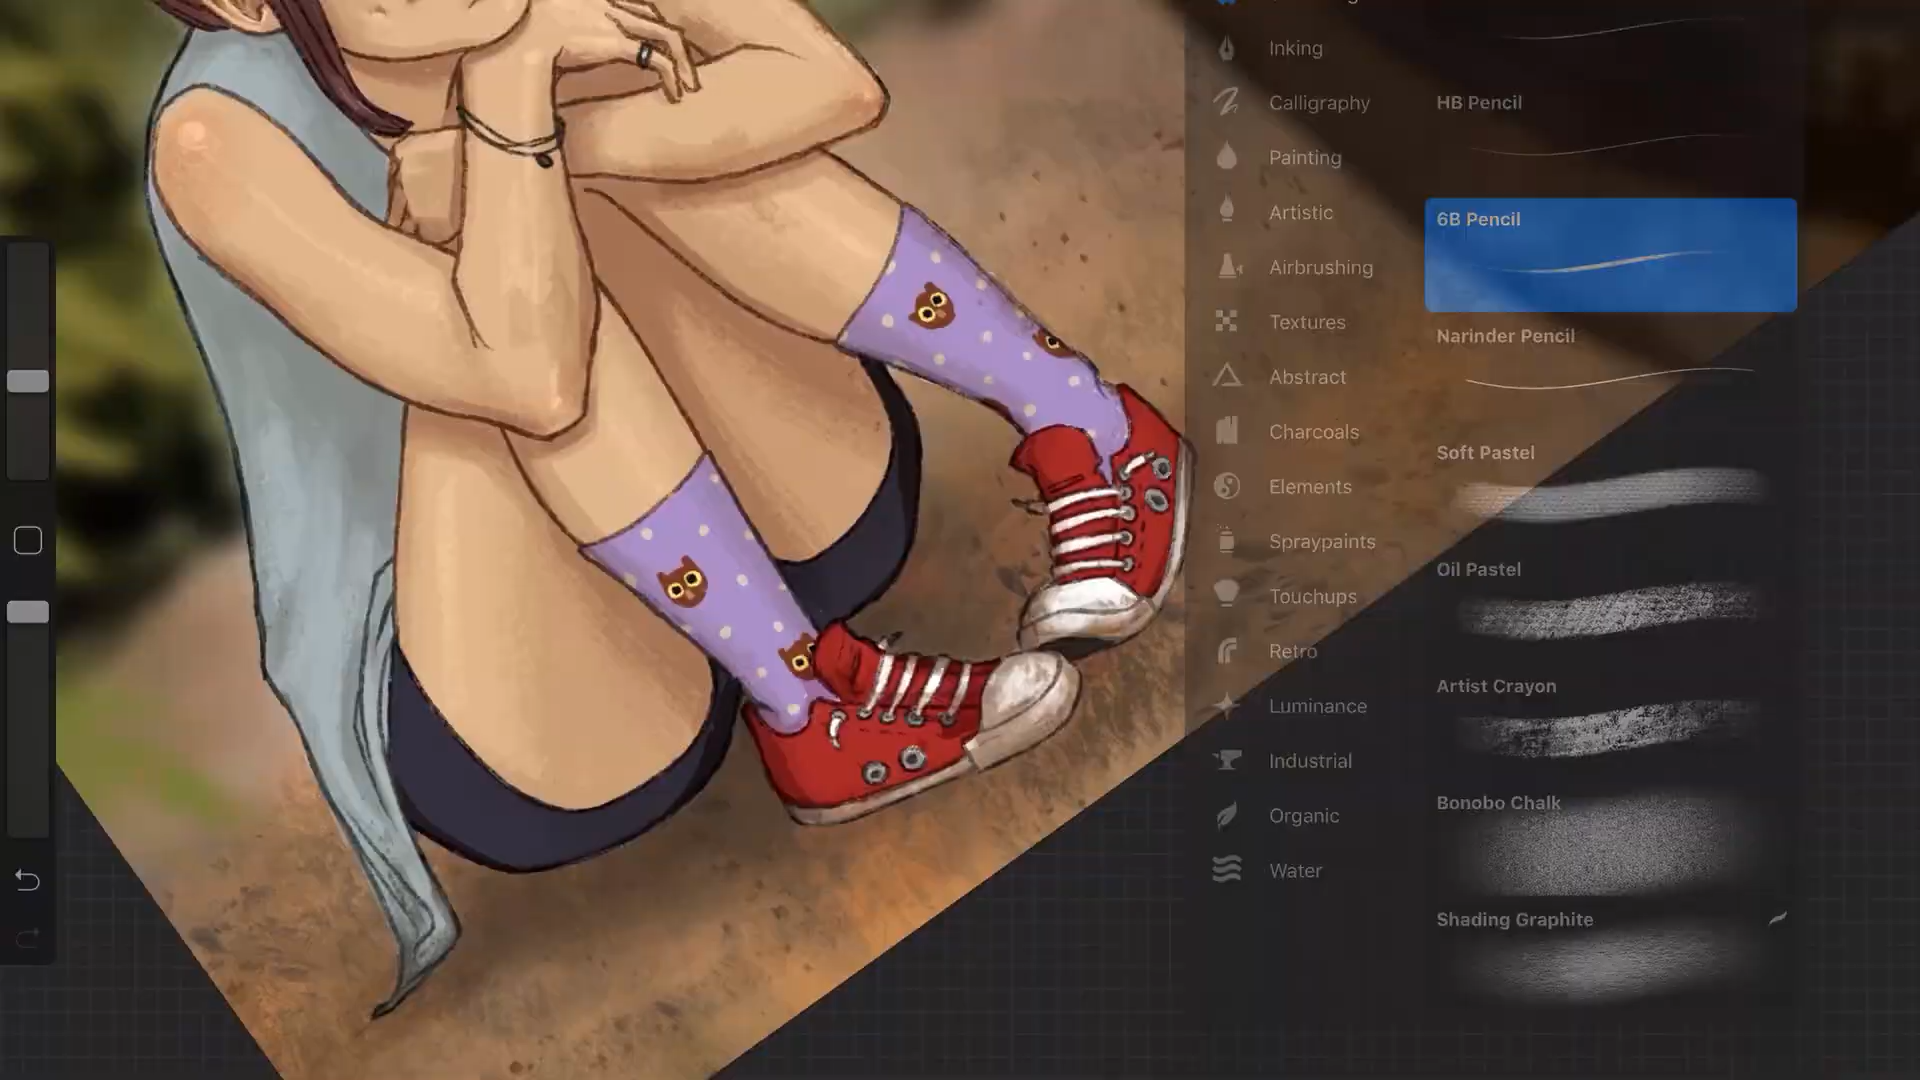 Inking
Calligraphy
Painting
Artistic
Airbrushing
Textures
Abstract
Charcoals
Elements
Spraypaints
Touchups
Retro
Luminance
Industrial
Organic
Water
HB Pencil
6B Pencil
Narinder Pencil
Soft Pastel
Oil Pastel
Artist Crayon
Bonobo Chalk
Shading Graphite